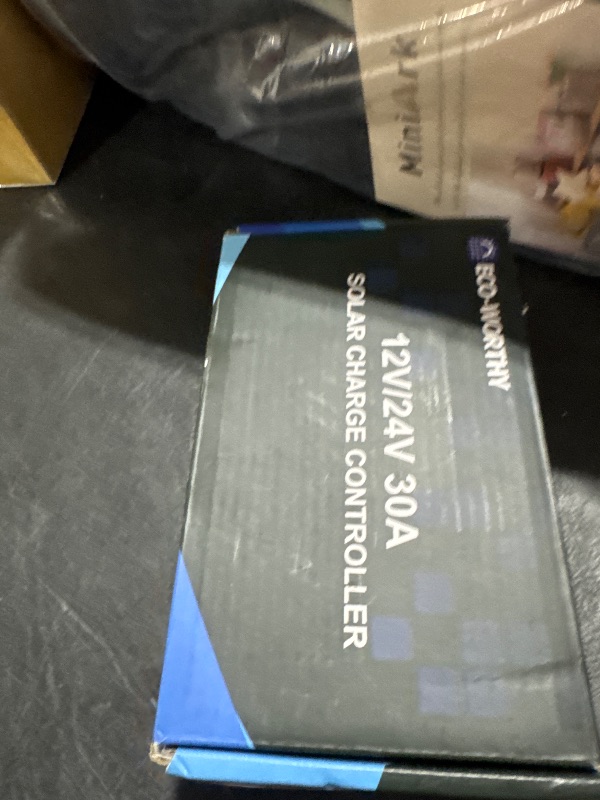 MiniArk
ECO-WORTHY
12V/24V 30A
SOLAR CHARGE CONTROLLER